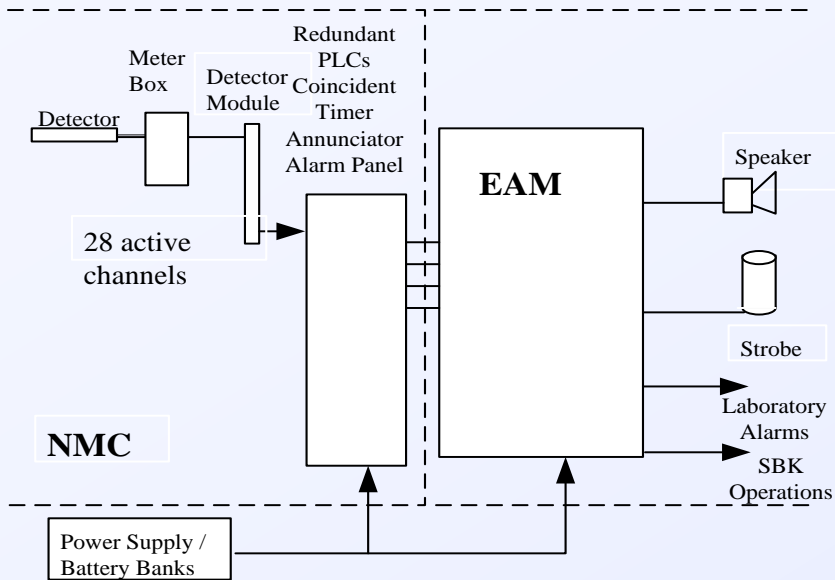 Redundant
PLCs
Coincident
Timer
Annunciator
Alarm Panel
Meter
Box
Detector
Module
Detector
28 active
channels
NMC
EAM
Speaker
Strobe
Laboratory
Alarms
SBK
Operations
Power Supply /
Battery Banks